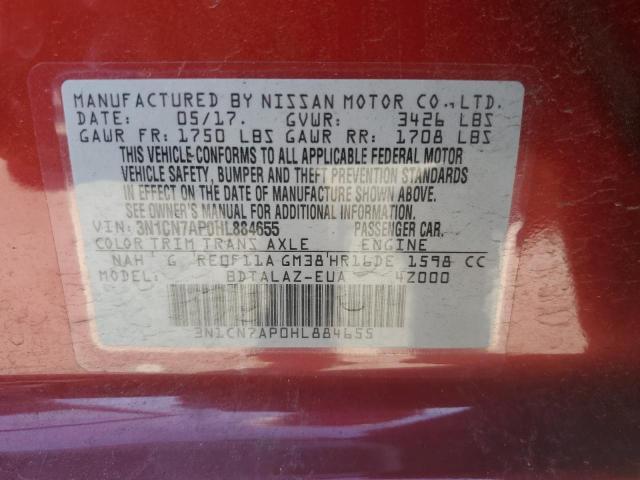 MANUFACTURED BY NISSAN MOTOR CO.,LTD.
DATE: 05/17. GVWR: 3426 LBS
GAWR FR: 1750 LBS GAWR RR: 1708 LBS
THIS VEHICLE CONFORMS TO ALL APPLICABLE FEDERAL MOTOR
VEHICLE SAFETY, BUMPER AND THEFT PREVENTION STANDARDS
IN EFFECT ON THE DATE OF MANUFACTURE SHOWN ABOVE.
SEE OWNER'S MANUAL FOR ADDITIONAL INFORMATION.
VIN: 3N1CN7AP0HL884655 PASSENGER CAR.
COLOR TRIM TRANS AXLE ENGINE
NAH G RE0F11A GM38 HR16DE 1598 CC
BDTALAZ-EUA 4Z000
3N1CN7AP0HL884655